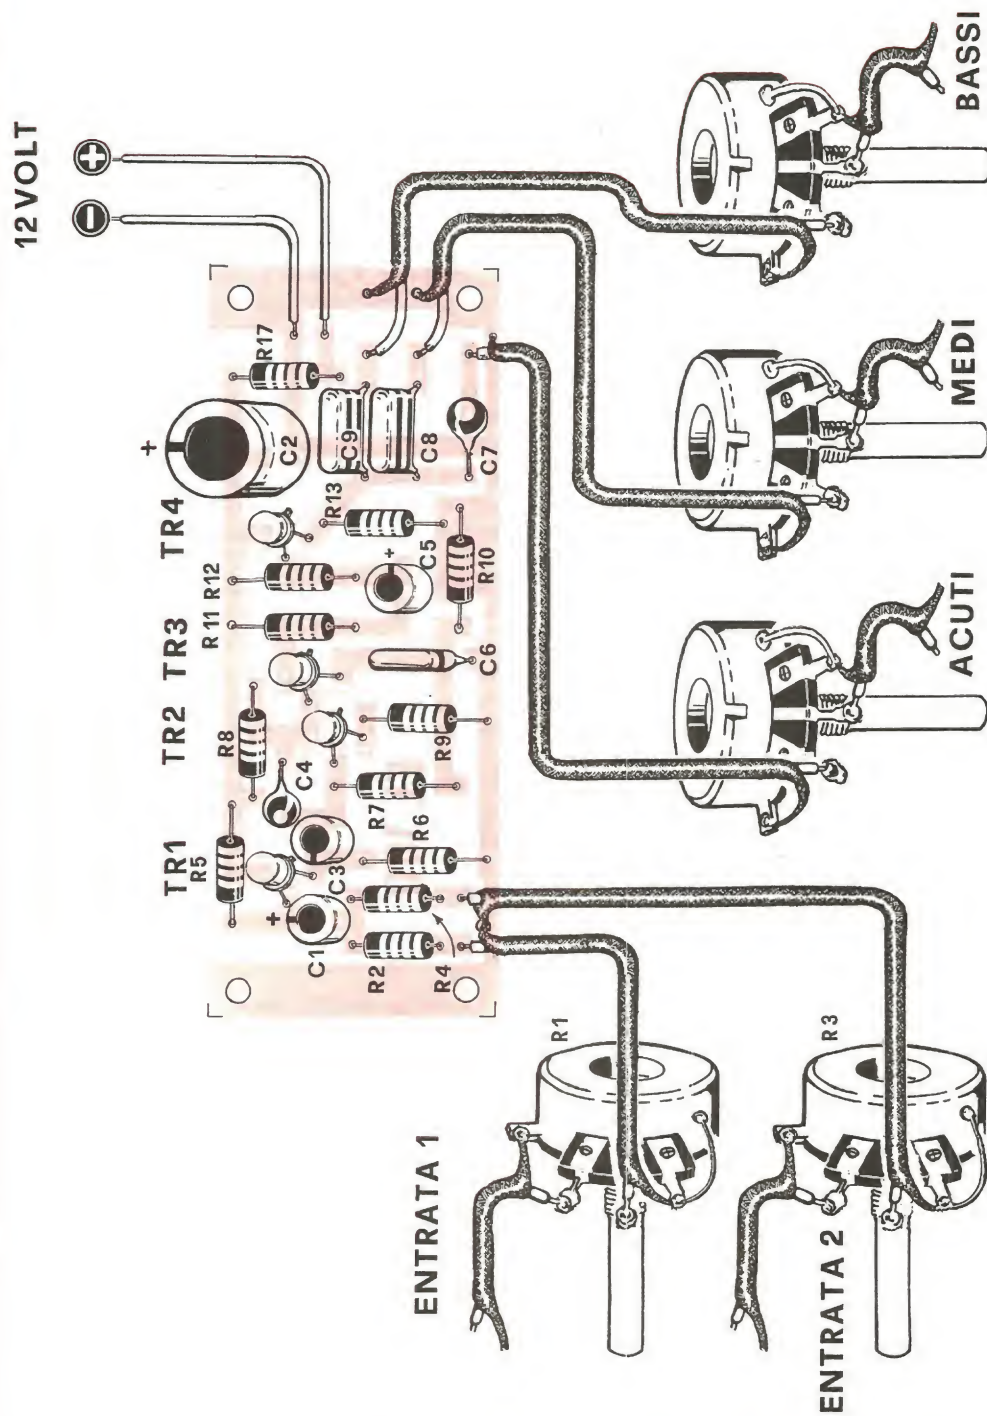 12 VOLT
−
+
TR1
TR2
TR3
TR4
R5
R8
R11
R12
R17
+
C1
+
C3
C4
C2
+
C5
C9
C8
C7
R13
R10
C6
R9
R7
R6
R4
R2
ENTRATA 1
R1
ENTRATA 2
R3
ACUTI
MEDI
BASSI